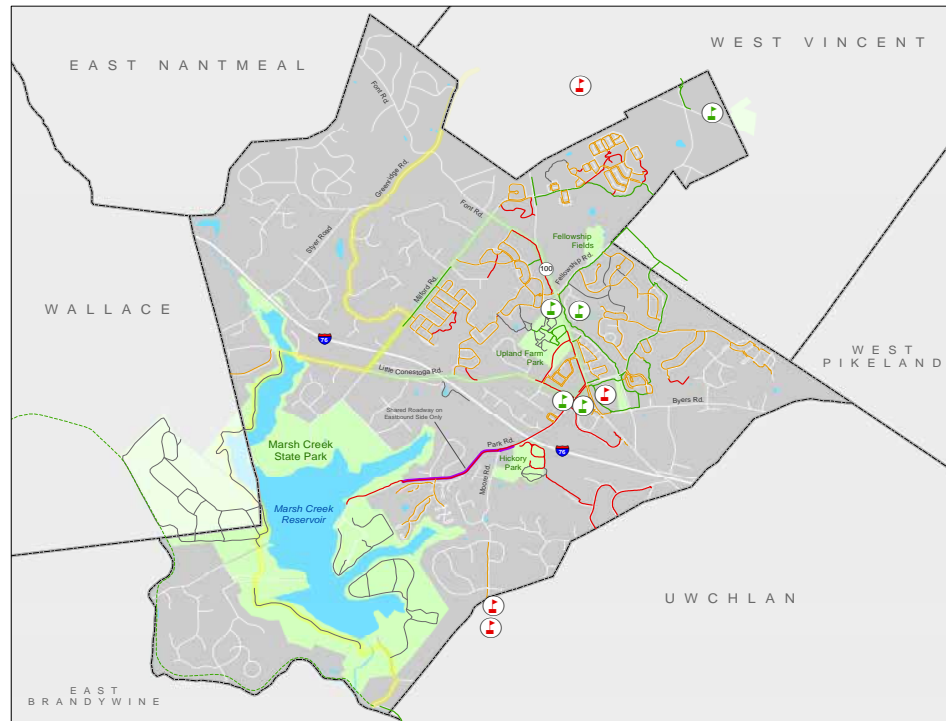 WEST VINCENT
EAST NANTMEAL
Font Rd.
Greenridge Rd.
Font Rd.
Styer Road
Fellowship
Fields
Fellowship Rd.
100
Milford Rd.
WALLACE
76
WEST
PIKELAND
Upland Farm
Park
Little Conestoga Rd.
Byers Rd.
Shared Roadway on
Eastbound Side Only
Park Rd.
Marsh Creek
State Park
76
Hickory
Park
Moore Rd.
Marsh Creek
Reservoir
UWCHLAN
EAST
BRANDYWINE